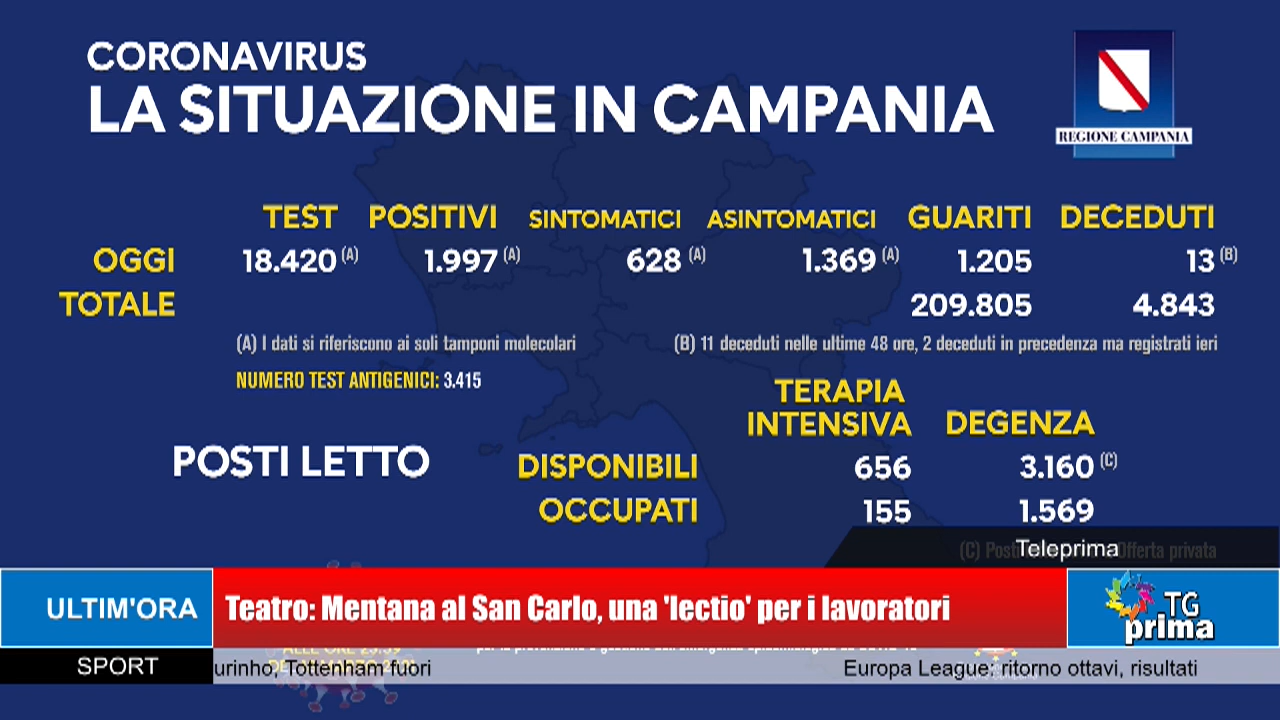 CORONAVIRUS
LA SITUAZIONE IN CAMPANIA
REGIONE CAMPANIA
TEST POSITIVI SINTOMATICI ASINTOMATICI GUARITI DECEDUTI
OGGI 18.420 (A) 1.997 (A) 628 (A) 1.369 (A) 1.205 13 (B)
TOTALE 209.805 4.843
(A) I dati si riferiscono ai soli tamponi molecolari (B) 11 deceduti nelle ultime 48 ore, 2 deceduti in precedenza ma registrati ieri
NUMERO TEST ANTIGENICI: 3.415
TERAPIA INTENSIVA DEGENZA
POSTI LETTO
DISPONIBILI 656 3.160 (C)
OCCUPATI 155 1.569
(C) Posti Offerta privata
Teleprima
ULTIM'ORA Teatro: Mentana al San Carlo, una 'lectio' per i lavoratori
TG prima
SPORT urinho, Tottenham fuori Europa League: ritorno ottavi, risultati